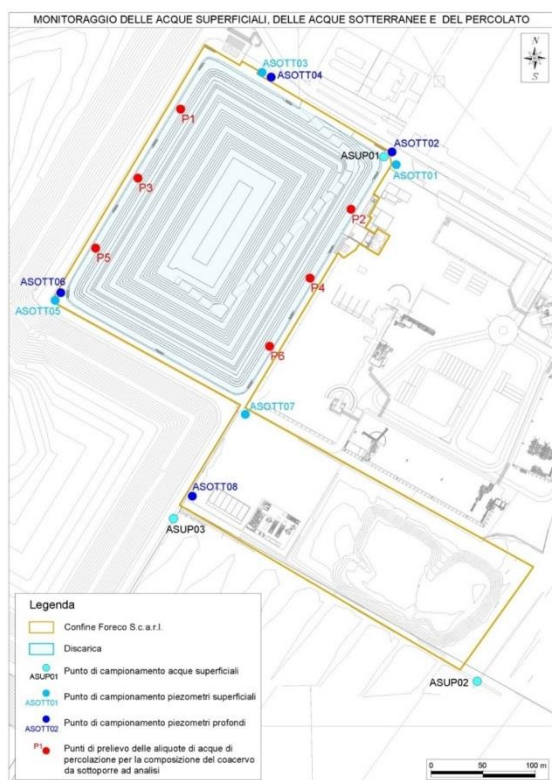 MONITORAGGIO DELLE ACQUE SUPERFICIALI, DELLE ACQUE SOTTERRANEE E DEL PERCOLATO
N
ASOTT03
ASOTT04
P1
ASOTT02
ASUP01
ASOTT01
P3
P2
P5
P4
ASOTT06
ASOTT05
P6
ASOTT07
ASOTT08
ASUP03
ASUP02
Legenda
Confine Foreco S.c.a.r.l.
Discarica
ASUP01 Punto di campionamento acque superficiali
ASOTT01 Punto di campionamento piezometri superficiali
ASOTT02 Punto di campionamento piezometri profondi
P1 Punti di prelievo delle aliquote di acque di
percolazione per la composizione del coacervo
da sottoporre ad analisi
0 50 100 m